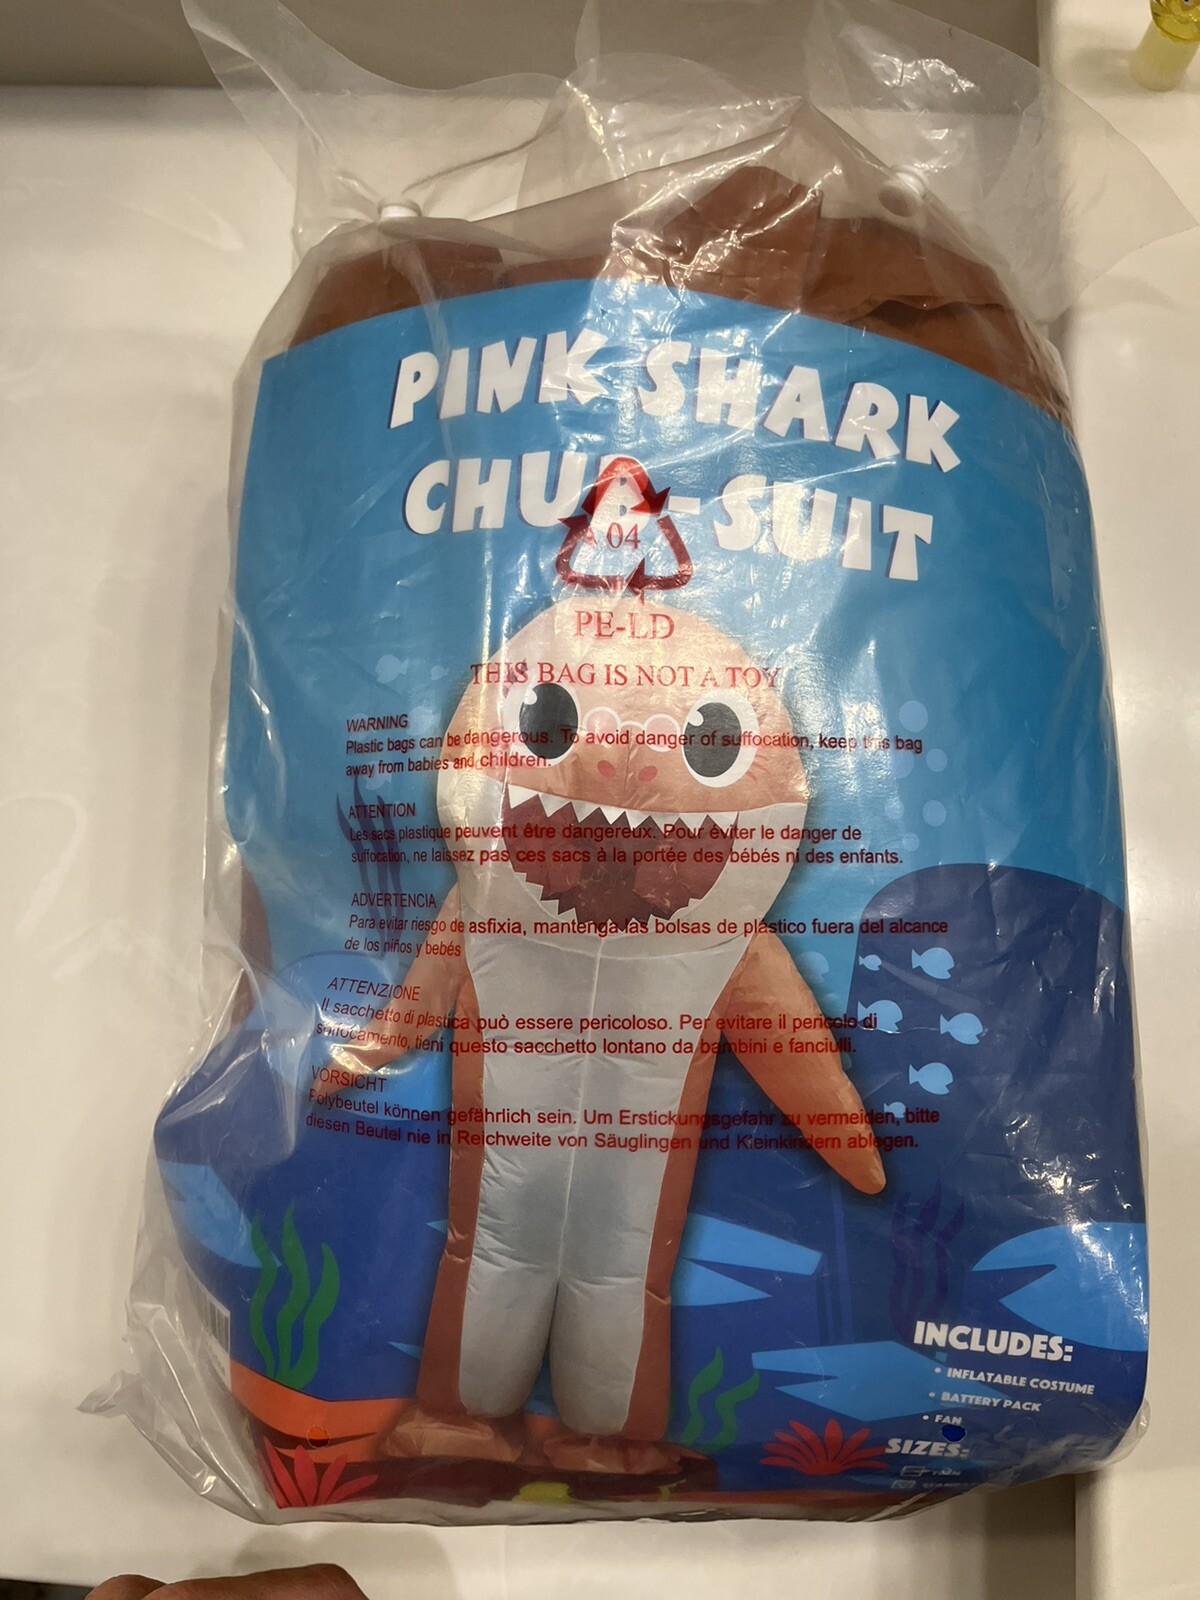 PINK SHARK
CHUB-SUIT
04
PE-LD
THIS BAG IS NOT A TOY
WARNING
Plastic bags can be dangerous. To avoid danger of suffocation, keep this bag
away from babies and children.
ATTENTION
Les sacs plastique peuvent être dangereux. Pour éviter le danger de
suffocation, ne laissez pas ces sacs à la portée des bébés ni des enfants.
ADVERTENCIA
Para evitar riesgo de asfixia, mantenga las bolsas de plástico fuera del alcance
de los niños y bebés
ATTENZIONE
Il sacchetto di plastica può essere pericoloso. Per evitare il pericolo di
soffocamento, tieni questo sacchetto lontano da bambini e fanciulli.
VORSICHT
Polybeutel können gefährlich sein. Um Erstickungsgefahr zu vermeiden, bitte
diesen Beutel nie in Reichweite von Säuglingen und Kleinkindern ablegen.
INCLUDES:
• INFLATABLE COSTUME
• BATTERY PACK
• FAN
SIZES: